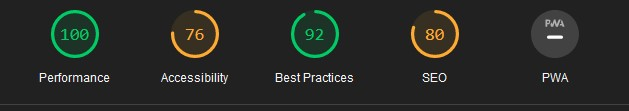 100 76 92 80 PWA
Performance Accessibility Best Practices SEO PWA